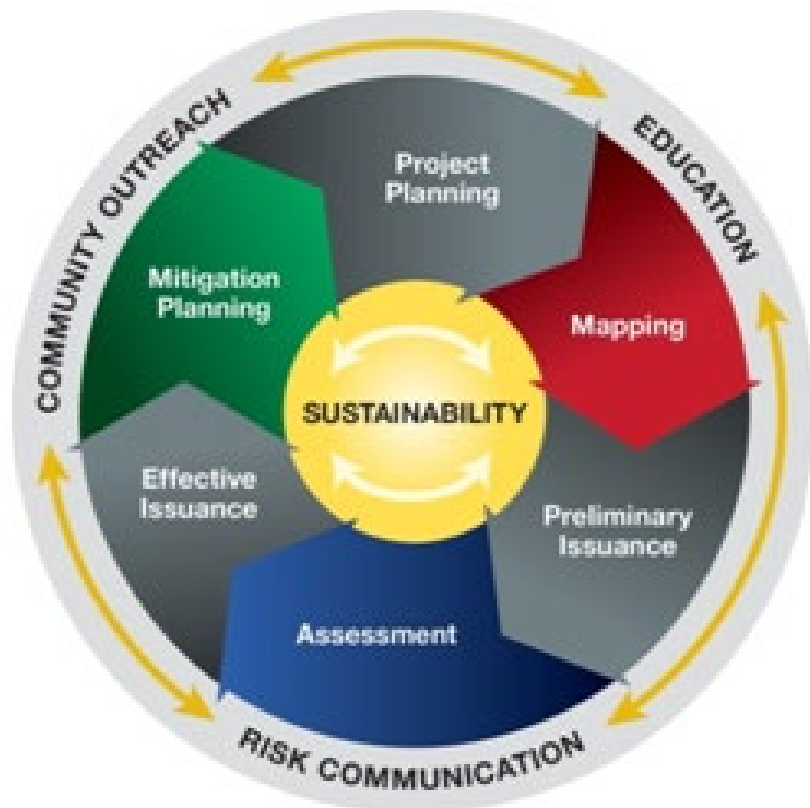 COMMUNITY OUTREACH
EDUCATION
Project
Planning
Mitigation
Planning
Mapping
SUSTAINABILITY
Effective
Issuance
Preliminary
Issuance
Assessment
RISK COMMUNICATION